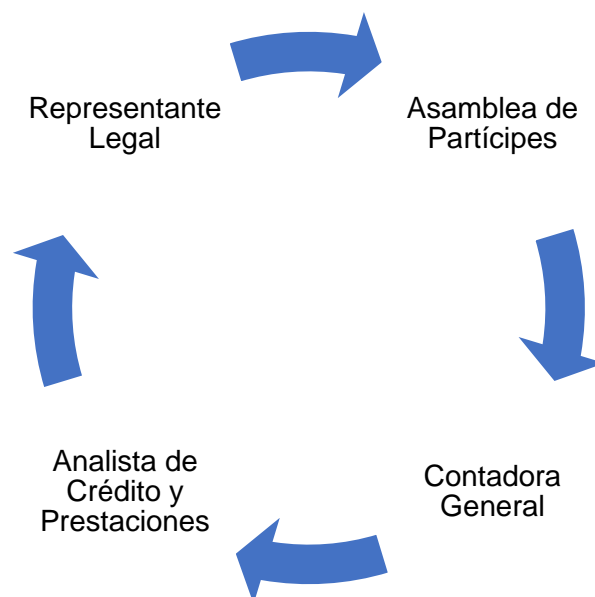 Representante
Legal
Asamblea de
Partícipes
Analista de
Crédito y
Prestaciones
Contadora
General